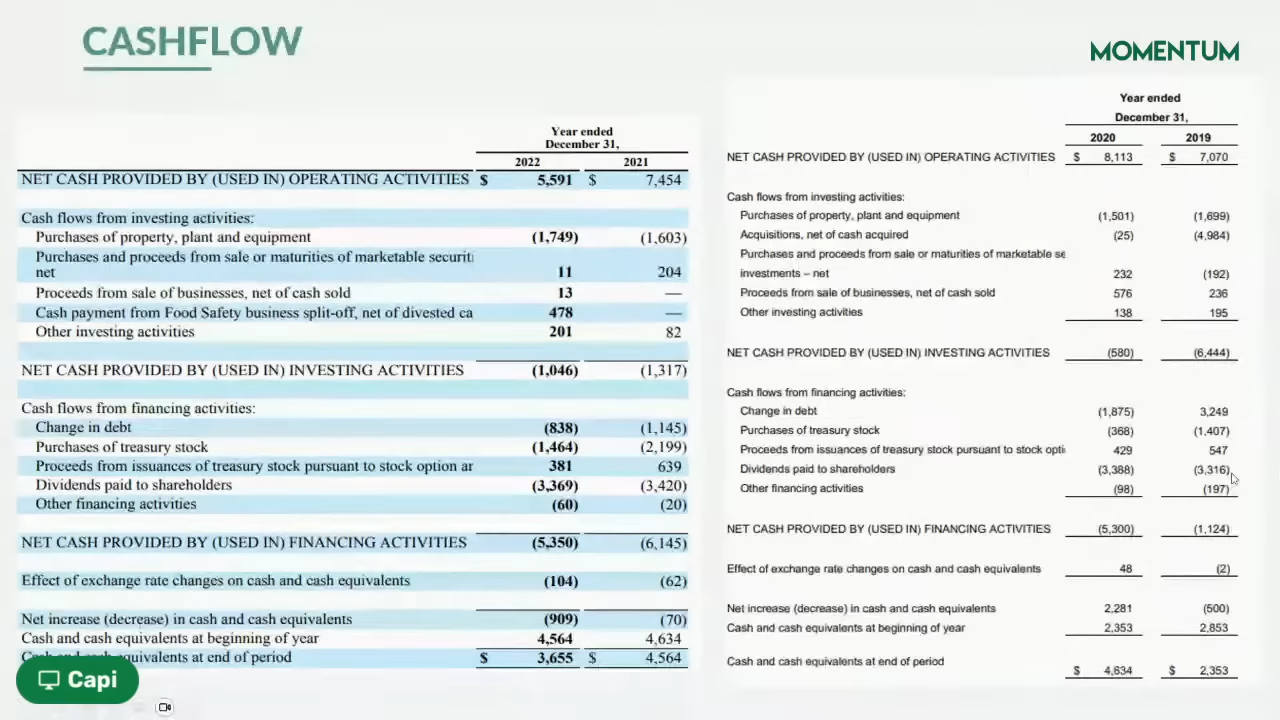 CASHFLOW
MOMENTUM
Year ended
December 31,
2022 2021
NET CASH PROVIDED BY (USED IN) OPERATING ACTIVITIES $ 5,591 $ 7,454
Cash flows from investing activities:
Purchases of property, plant and equipment (1,749) (1,603)
Purchases and proceeds from sale or maturities of marketable securiti
net 11 204
Proceeds from sale of businesses, net of cash sold 13 —
Cash payment from Food Safety business split-off, net of divested ca 478 —
Other investing activities 201 82
NET CASH PROVIDED BY (USED IN) INVESTING ACTIVITIES (1,046) (1,317)
Cash flows from financing activities:
Change in debt (838) (1,145)
Purchases of treasury stock (1,464) (2,199)
Proceeds from issuances of treasury stock pursuant to stock option an 381 639
Dividends paid to shareholders (3,369) (3,420)
Other financing activities (60) (20)
NET CASH PROVIDED BY (USED IN) FINANCING ACTIVITIES (5,350) (6,145)
Effect of exchange rate changes on cash and cash equivalents (104) (62)
Net increase (decrease) in cash and cash equivalents (909) (70)
Cash and cash equivalents at beginning of year 4,564 4,634
Cash and cash equivalents at end of period $ 3,655 $ 4,564
Year ended
December 31,
2020 2019
NET CASH PROVIDED BY (USED IN) OPERATING ACTIVITIES $ 8,113 $ 7,070
Cash flows from investing activities:
Purchases of property, plant and equipment (1,501) (1,699)
Acquisitions, net of cash acquired (25) (4,984)
Purchases and proceeds from sale or maturities of marketable se
investments – net 232 (192)
Proceeds from sale of businesses, net of cash sold 576 236
Other investing activities 138 195
NET CASH PROVIDED BY (USED IN) INVESTING ACTIVITIES (580) (6,444)
Cash flows from financing activities:
Change in debt (1,875) 3,249
Purchases of treasury stock (368) (1,407)
Proceeds from issuances of treasury stock pursuant to stock opti 429 547
Dividends paid to shareholders (3,388) (3,316)
Other financing activities (98) (197)
NET CASH PROVIDED BY (USED IN) FINANCING ACTIVITIES (5,300) (1,124)
Effect of exchange rate changes on cash and cash equivalents 48 (2)
Net increase (decrease) in cash and cash equivalents 2,281 (500)
Cash and cash equivalents at beginning of year 2,353 2,853
Cash and cash equivalents at end of period
$ 4,634 $ 2,353
Capi